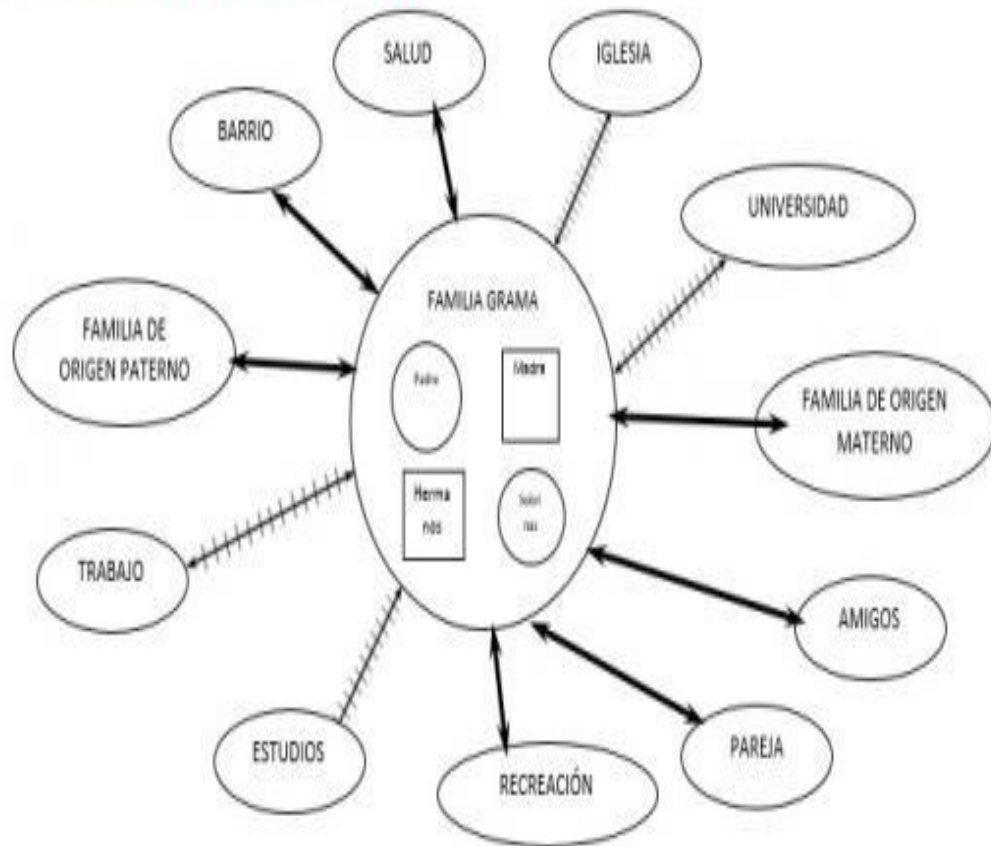 SALUD
IGLESIA
BARRIO
UNIVERSIDAD
FAMILIA GRAMA
FAMILIA DE
ORIGEN PATERNO
Padre
Madre
FAMILIA DE ORIGEN
MATERNO
Herma
nos
TRABAJO
AMIGOS
ESTUDIOS
RECREACIÓN
PAREJA